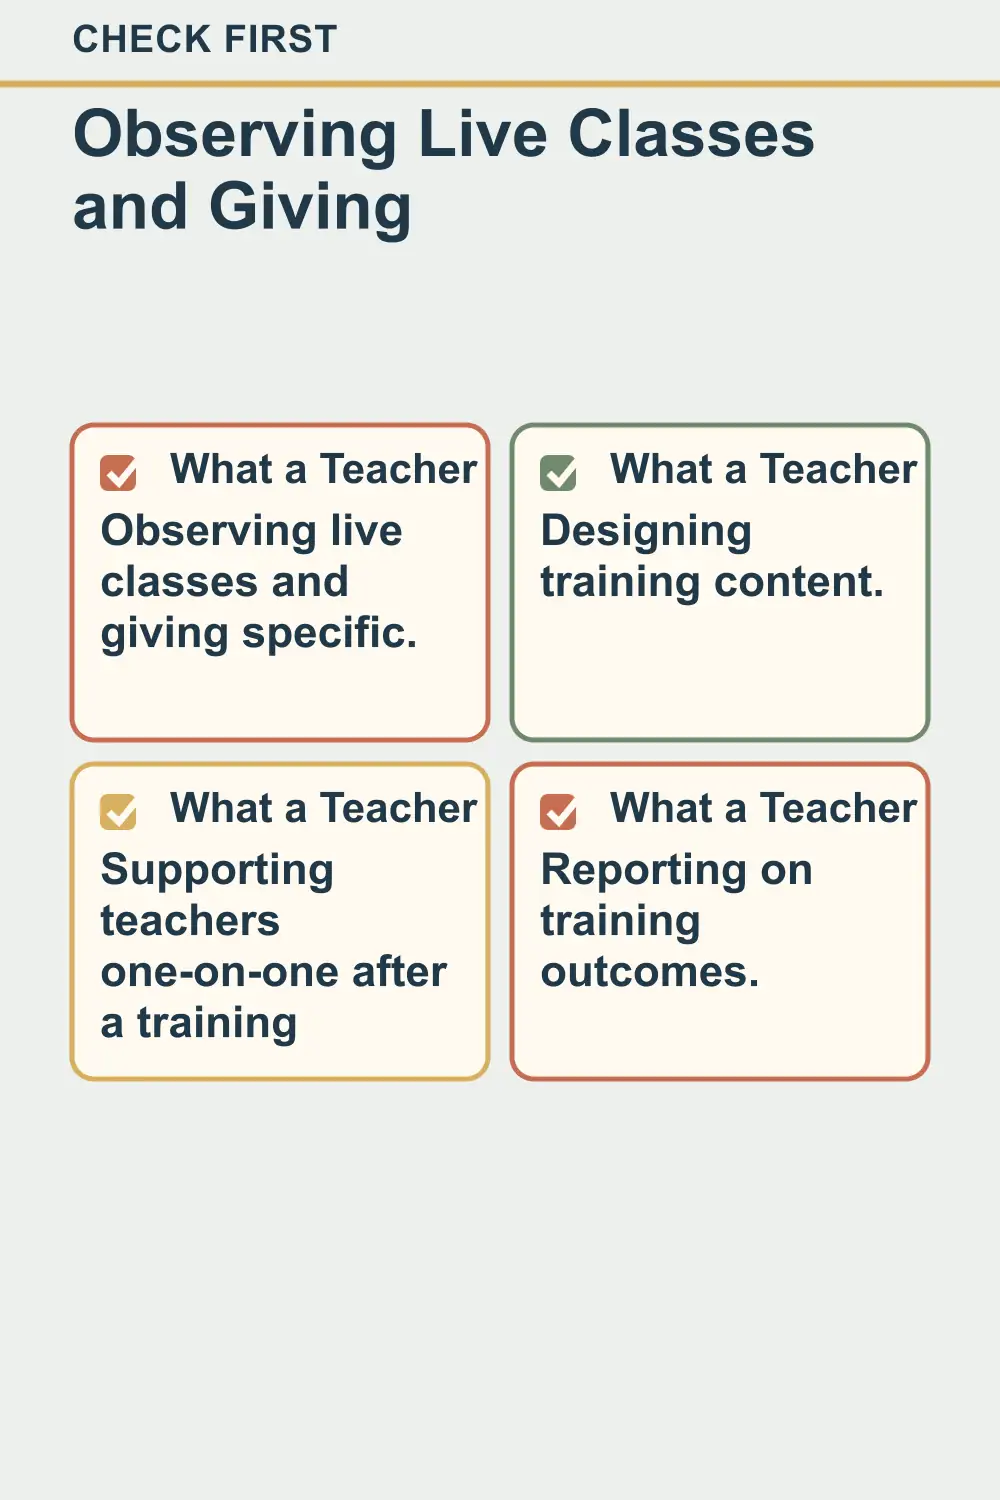 CHECK FIRST
Observing Live Classes
and Giving
What a Teacher
Observing live
classes and
giving specific.
What a Teacher
Designing
training content.
What a Teacher
Supporting
teachers
one-on-one after
a training
What a Teacher
Reporting on
training
outcomes.